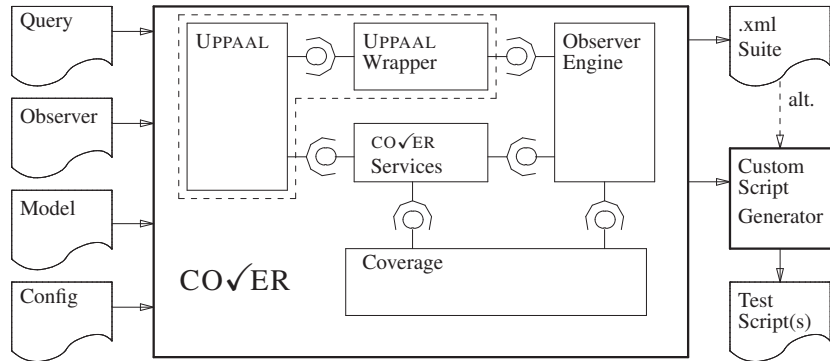 Query
Observer
Model
Config
UPPAAL
UPPAAL
Wrapper
Observer
Engine
CO✓ER
Services
Coverage
CO✓ER
.xml
Suite
alt.
Custom
Script
Generator
Test
Script(s)